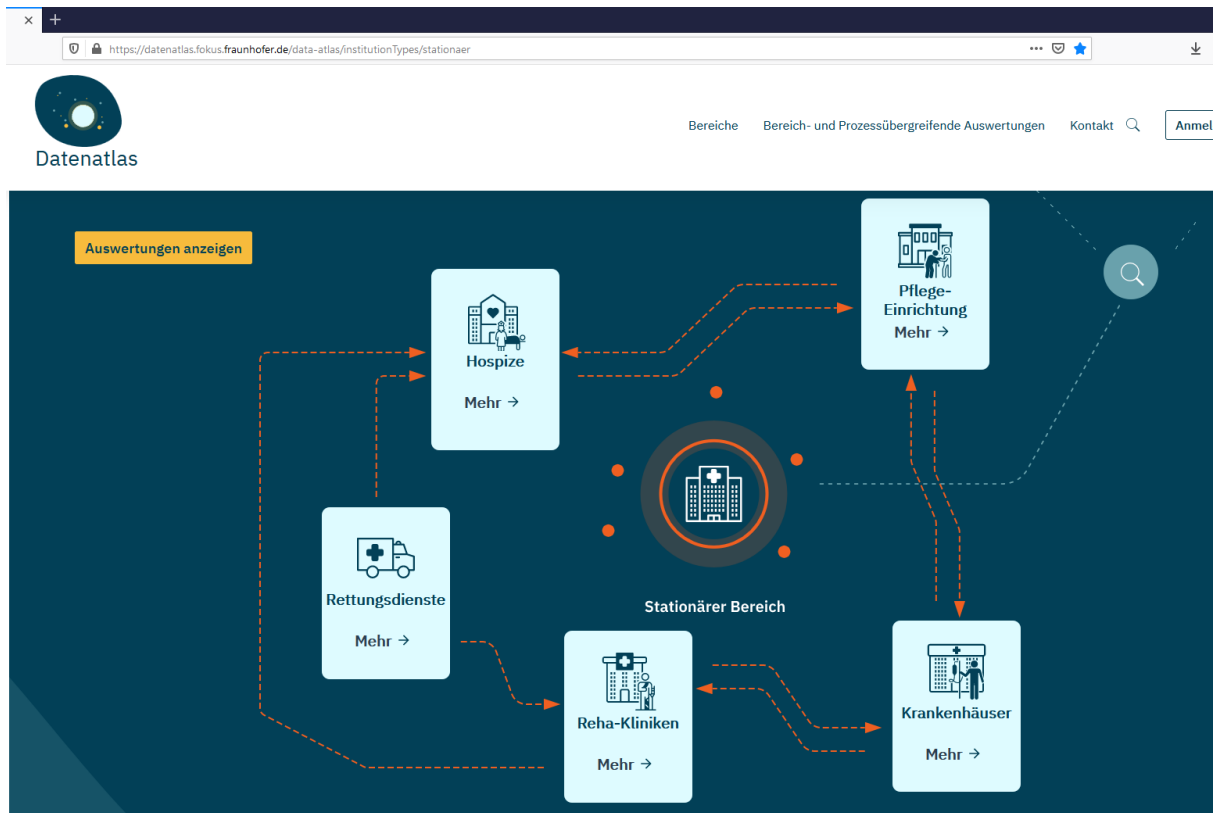 https://datenatlas.fokus.fraunhofer.de/data-atlas/institutionTypes/stationaer
Datenatlas
Bereiche
Bereich- und Prozessübergreifende Auswertungen
Kontakt
Anmel
Auswertungen anzeigen
Pflege-
Einrichtung
Mehr →
Hospize
Mehr →
Rettungsdienste
Mehr →
Stationärer Bereich
Reha-Kliniken
Mehr →
Krankenhäuser
Mehr →